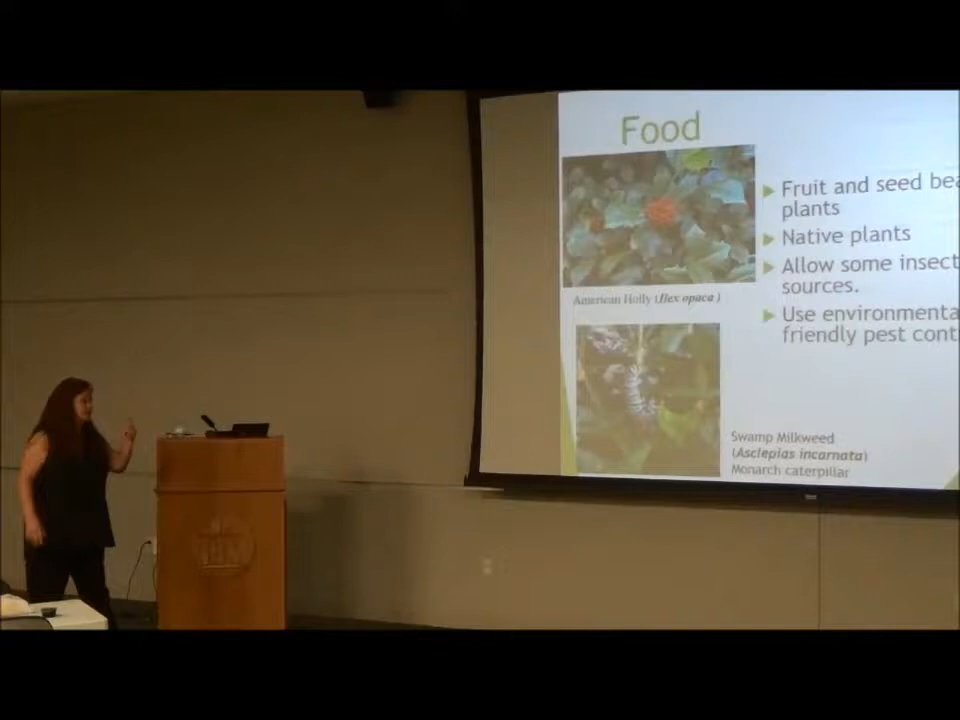 Food
Fruit and seed bea
plants
Native plants
Allow some insect
sources.
Use environmenta
friendly pest cont
American Holly (Ilex opaca )
Swamp Milkweed
(Asclepias incarnata)
Monarch caterpillar